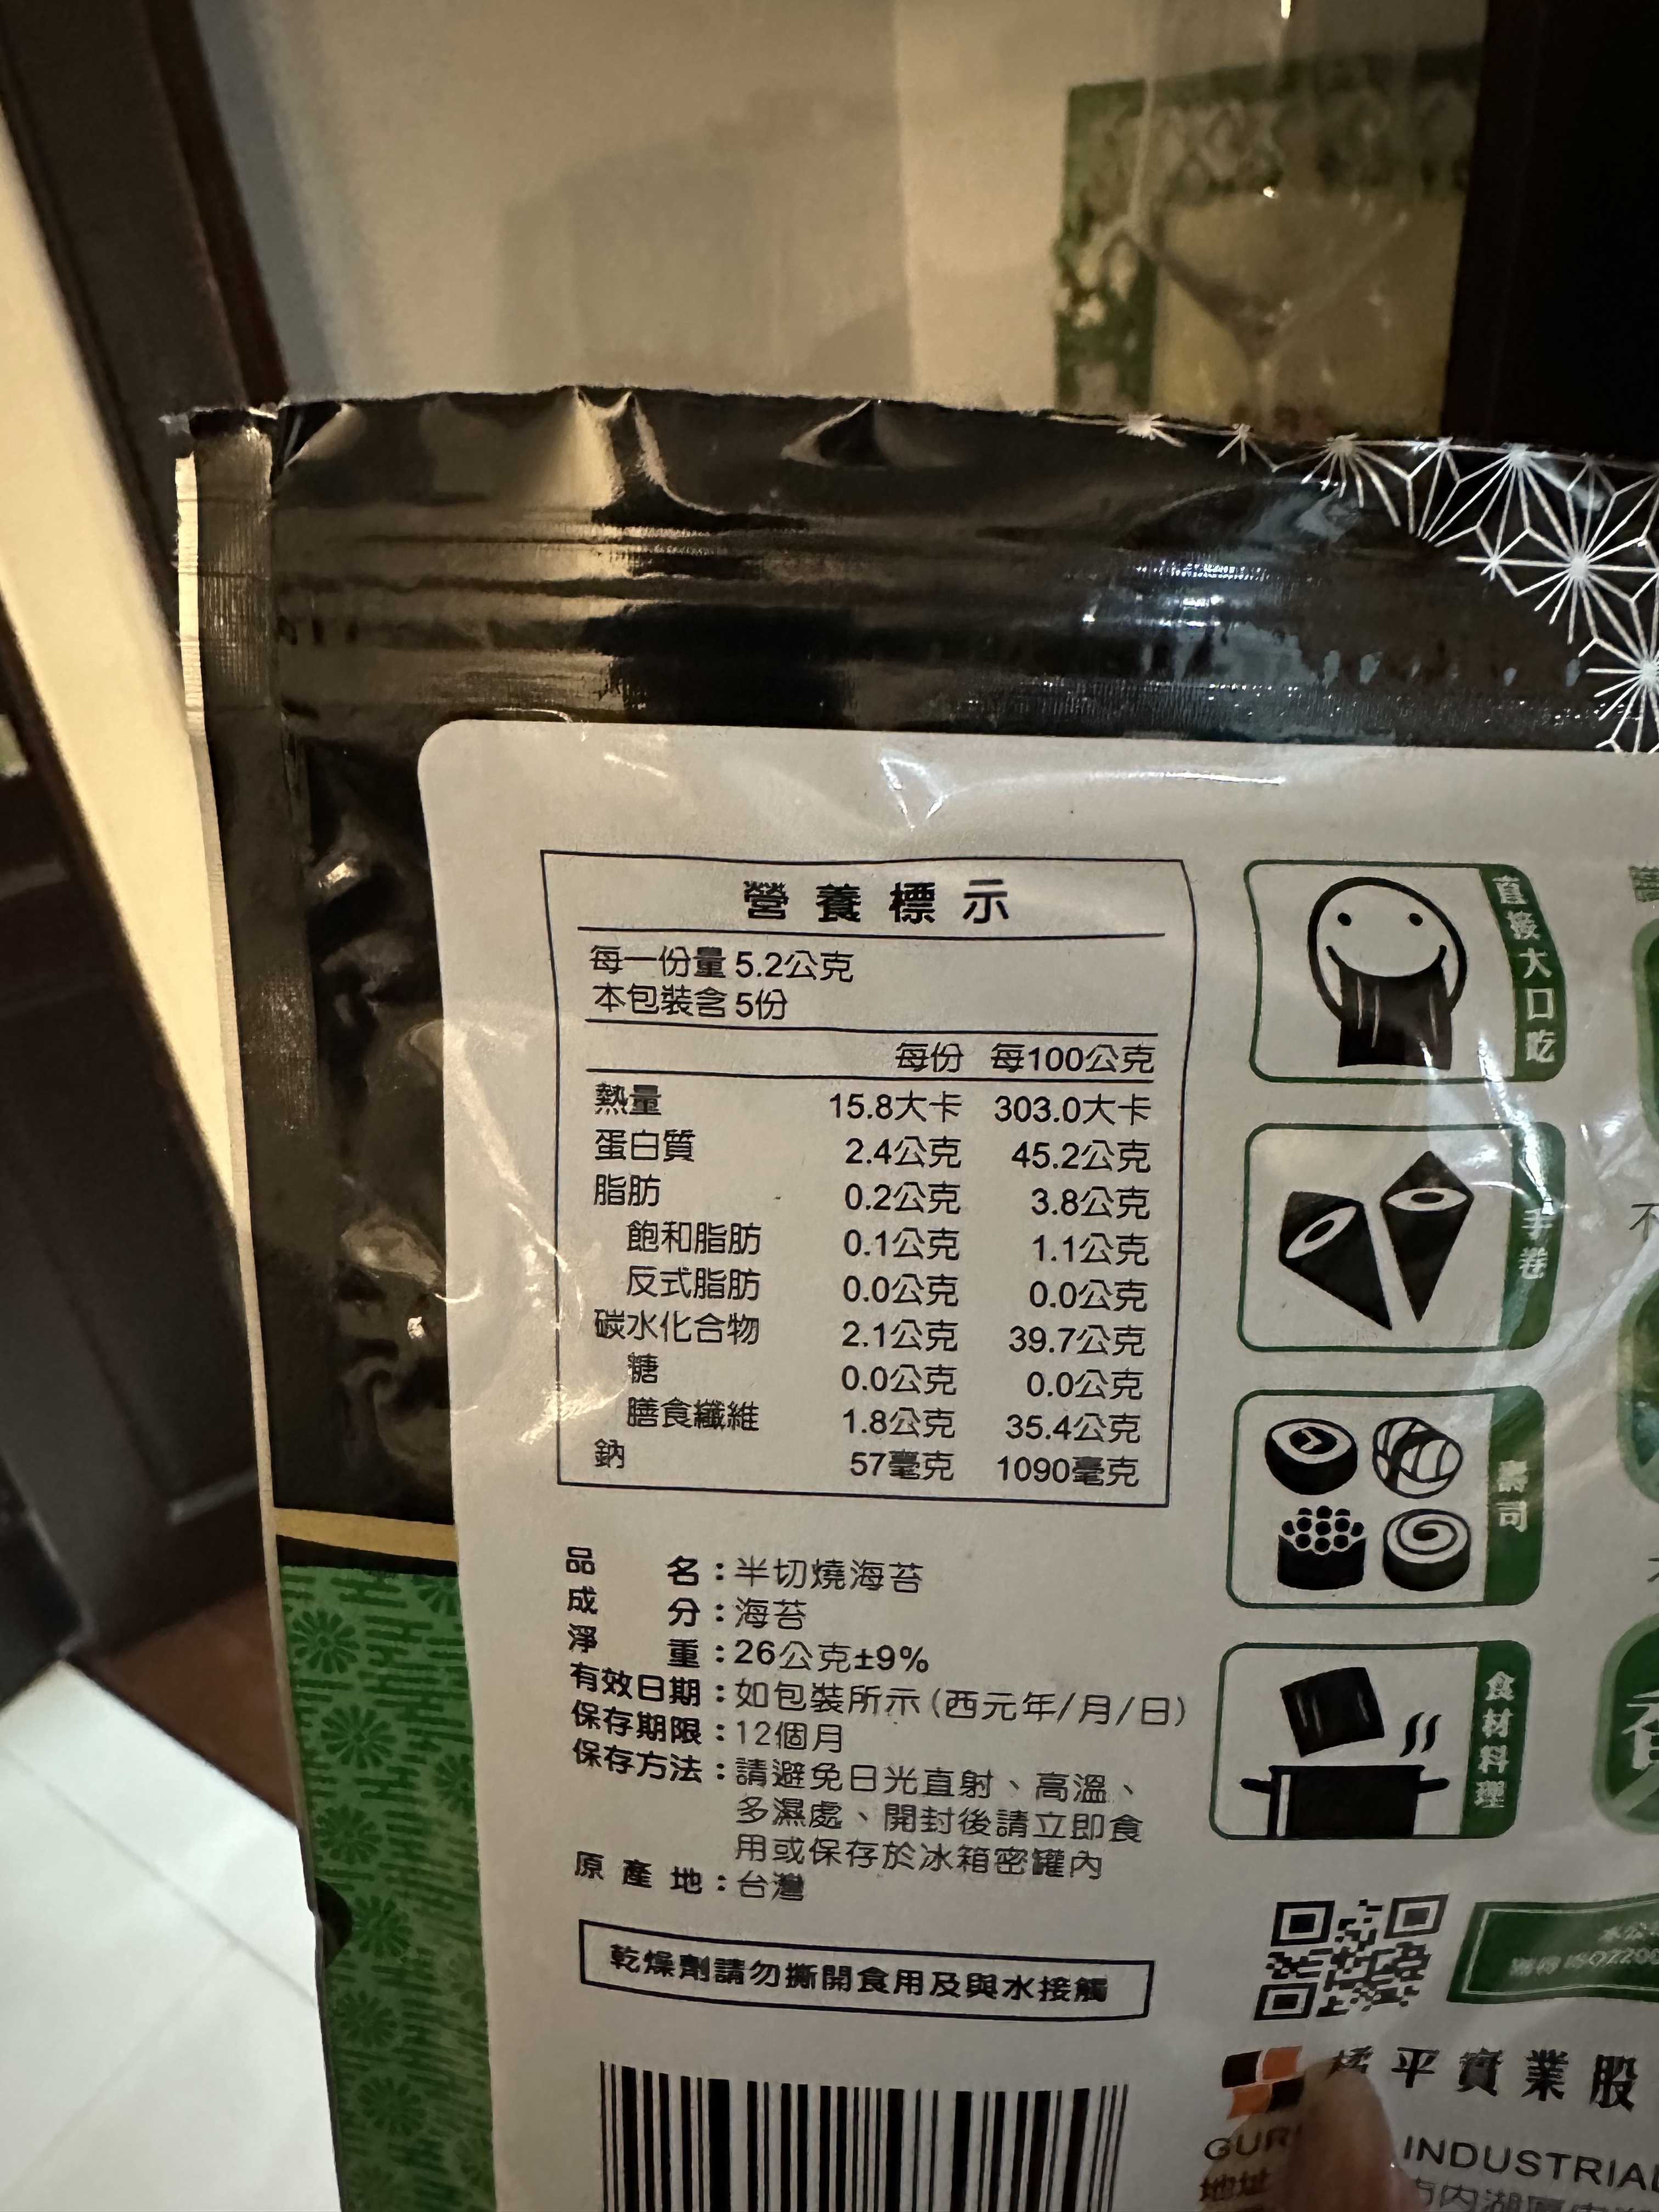 營養標示
每一份量 5.2公克
本包裝含 5份
每份 每100公克
熱量 15.8大卡 303.0大卡
蛋白質 2.4公克 45.2公克
脂肪 0.2公克 3.8公克
飽和脂肪 0.1公克 1.1公克
反式脂肪 0.0公克 0.0公克
碳水化合物 2.1公克 39.7公克
糖 0.0公克 0.0公克
膳食纖維 1.8公克 35.4公克
鈉 57毫克 1090毫克
品名：半切燒海苔
成分：海苔
淨重：26公克±9%
有效日期：如包裝所示(西元年/月/日)
保存期限：12個月
保存方法：請避免日光直射、高溫、
多濕處、開封後請立即食
用或保存於冰箱密罐內
原產地：台灣
乾燥劑請勿撕開食用及與水接觸
直接大口吃
手卷
壽司
食材料理
平實業股
INDUSTRIAL
地址